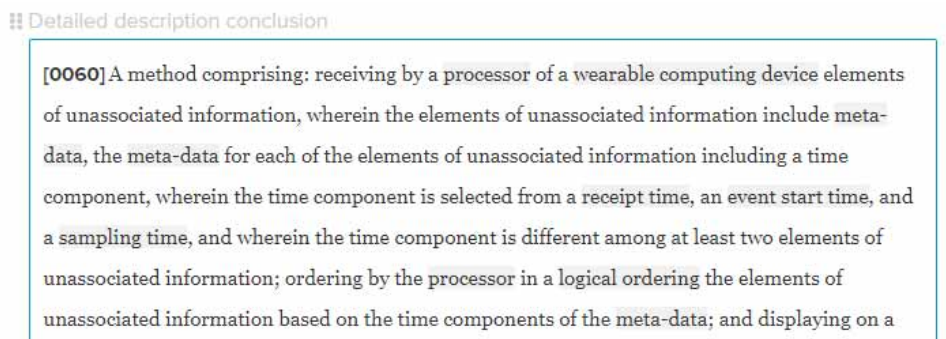 Detailed description conclusion
[0060] A method comprising: receiving by a processor of a wearable computing device elements
of unassociated information, wherein the elements of unassociated information include meta-
data, the meta-data for each of the elements of unassociated information including a time
component, wherein the time component is selected from a receipt time, an event start time, and
a sampling time, and wherein the time component is different among at least two elements of
unassociated information; ordering by the processor in a logical ordering the elements of
unassociated information based on the time components of the meta-data; and displaying on a